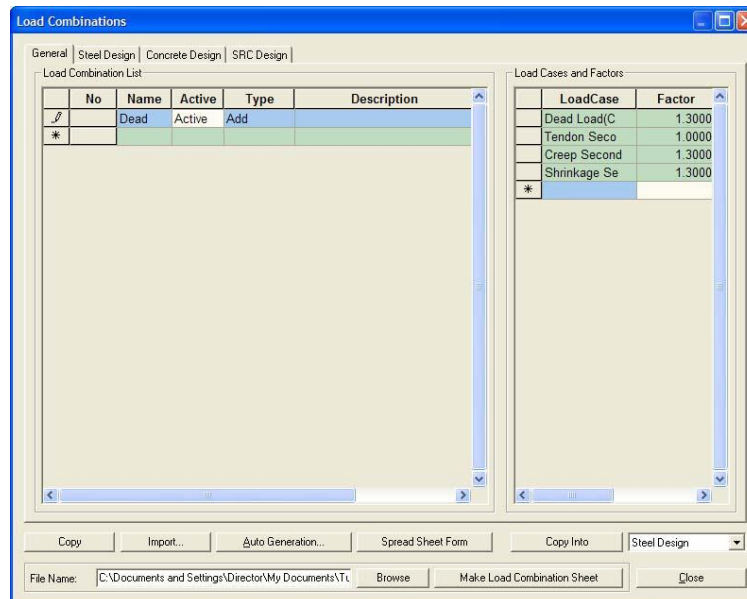 Load Combinations
General Steel Design Concrete Design SRC Design
Load Combination List
No Name Active Type Description
Dead Active Add
*
Load Cases and Factors
LoadCase Factor
Dead Load(C 1.3000
Tendon Seco 1.0000
Creep Second 1.3000
Shrinkage Se 1.3000
*
Copy Import... Auto Generation... Spread Sheet Form Copy Into Steel Design
File Name: C:\Documents and Settings\Director\My Documents\Tu Browse Make Load Combination Sheet Close